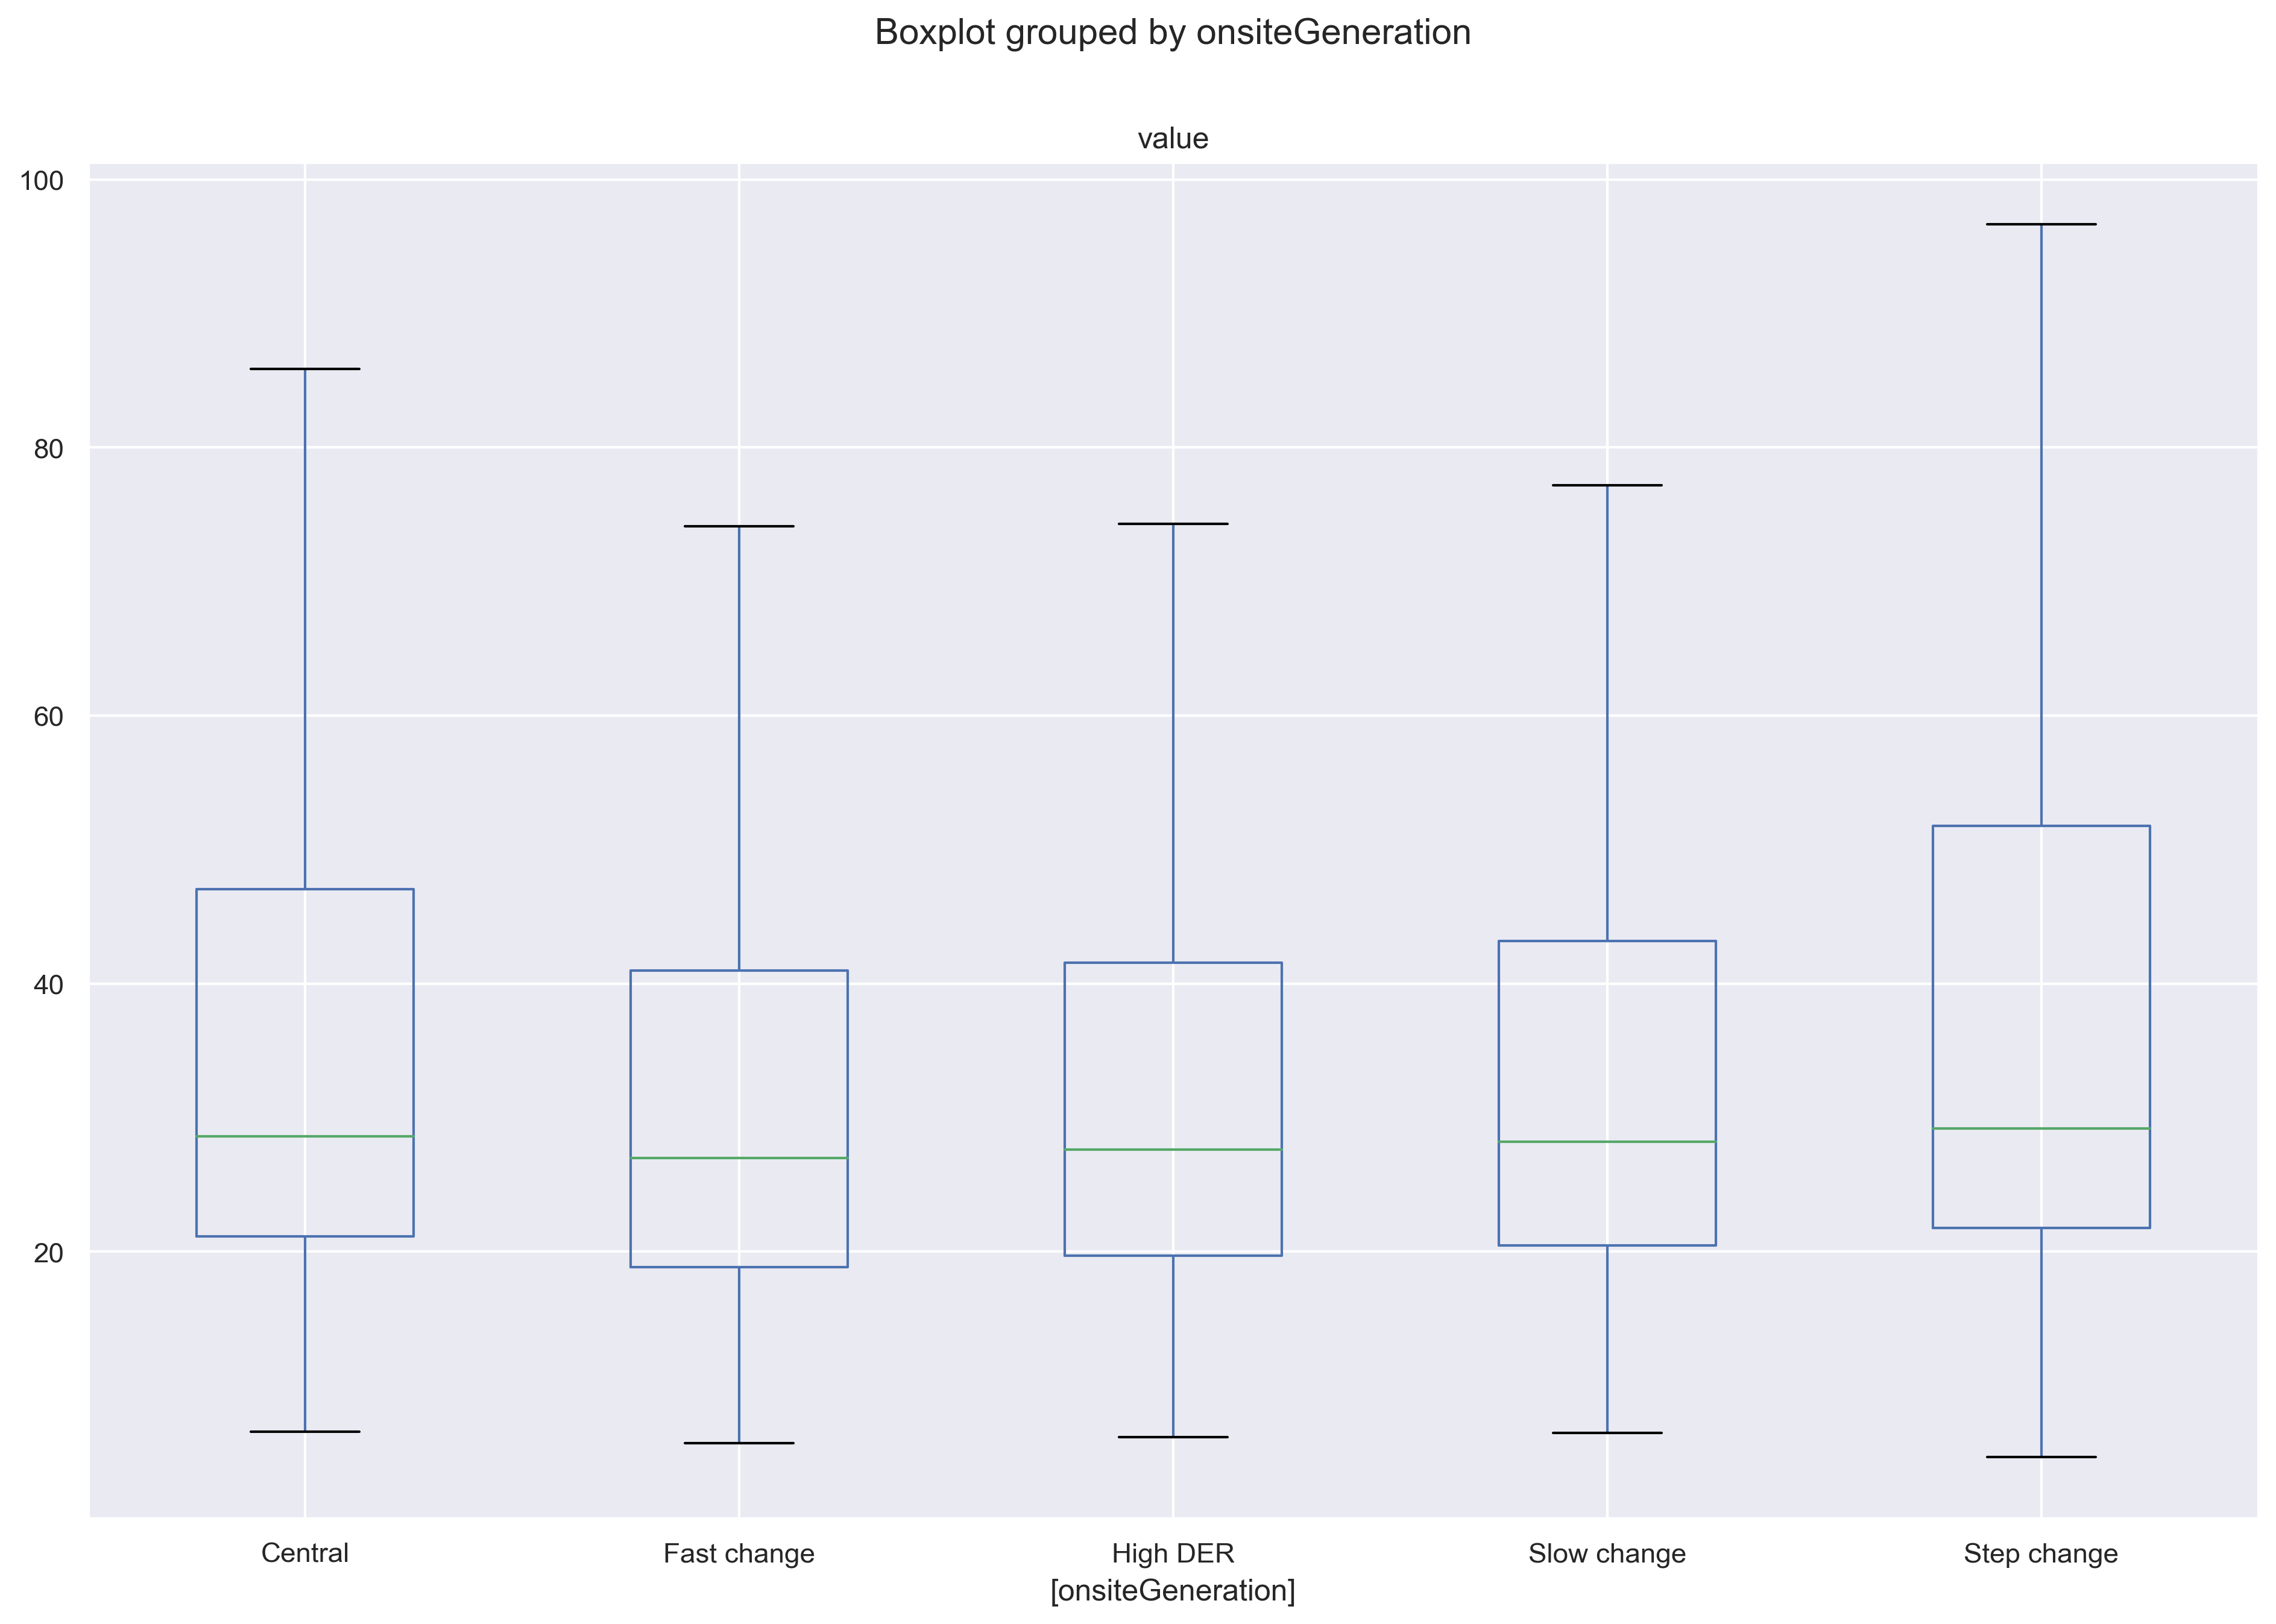 Boxplot grouped by onsiteGeneration
value
100
80
60
40
20
Central Fast change High DER Slow change Step change
[onsiteGeneration]